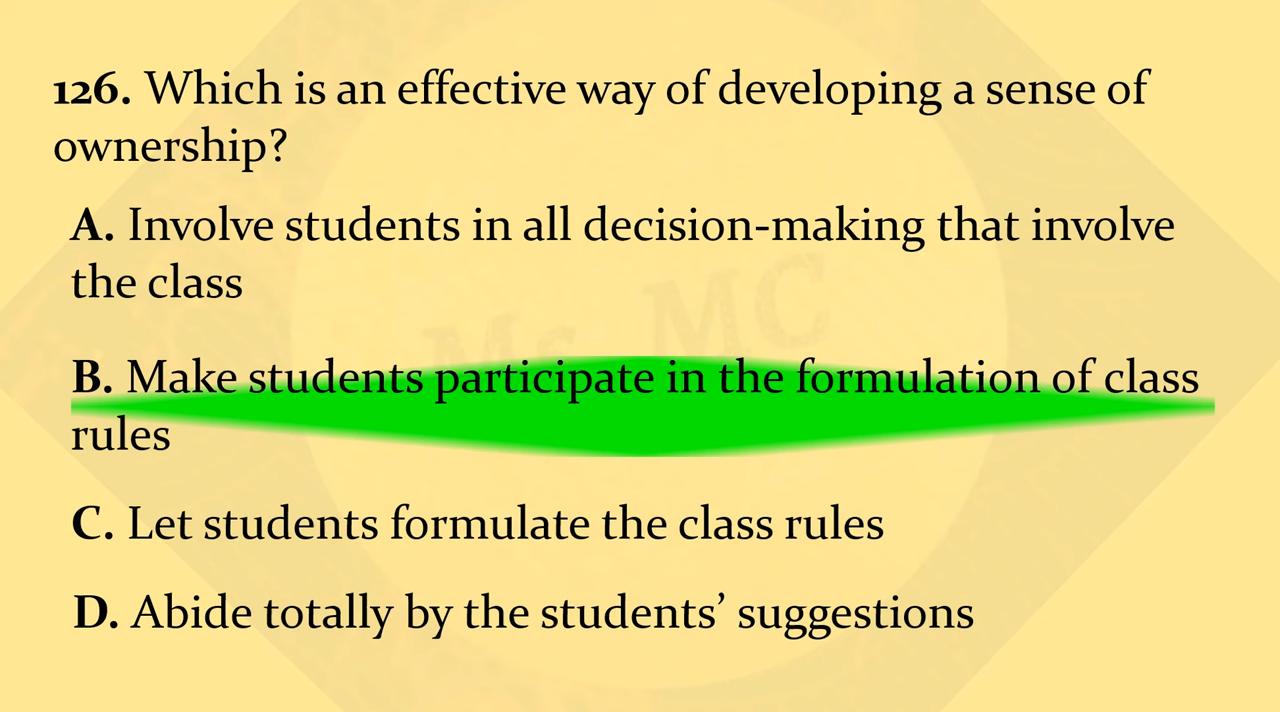 126. Which is an effective way of developing a sense of
ownership?
A. Involve students in all decision-making that involve
the class
B. Make students participate in the formulation of class
rules
C. Let students formulate the class rules
D. Abide totally by the students’ suggestions